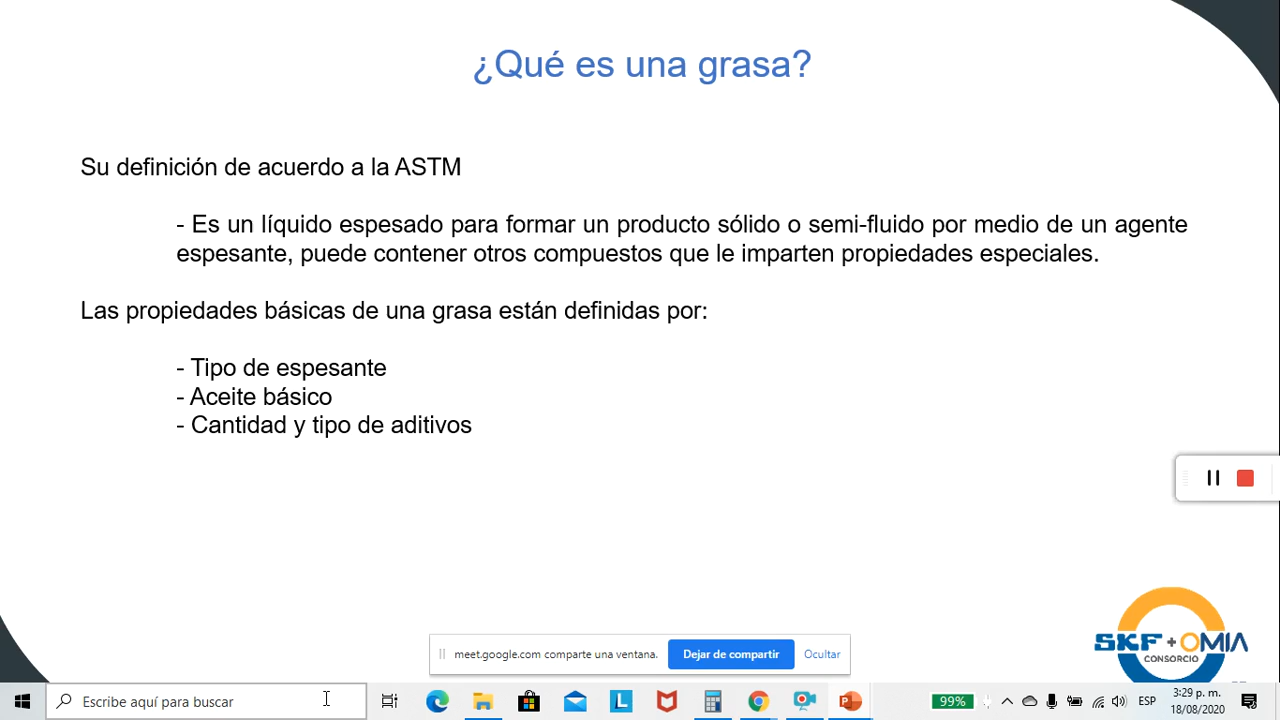 ¿Qué es una grasa?
Su definición de acuerdo a la ASTM
- Es un líquido espesado para formar un producto sólido o semi-fluido por medio de un agente
espesante, puede contener otros compuestos que le imparten propiedades especiales.
Las propiedades básicas de una grasa están definidas por:
- Tipo de espesante
- Aceite básico
- Cantidad y tipo de aditivos
SKF + OMIA
CONSORCIO
meet.google.com comparte una ventana. Dejar de compartir Ocultar
Escribe aquí para buscar
99% ESP
3:29 p. m.
18/08/2020